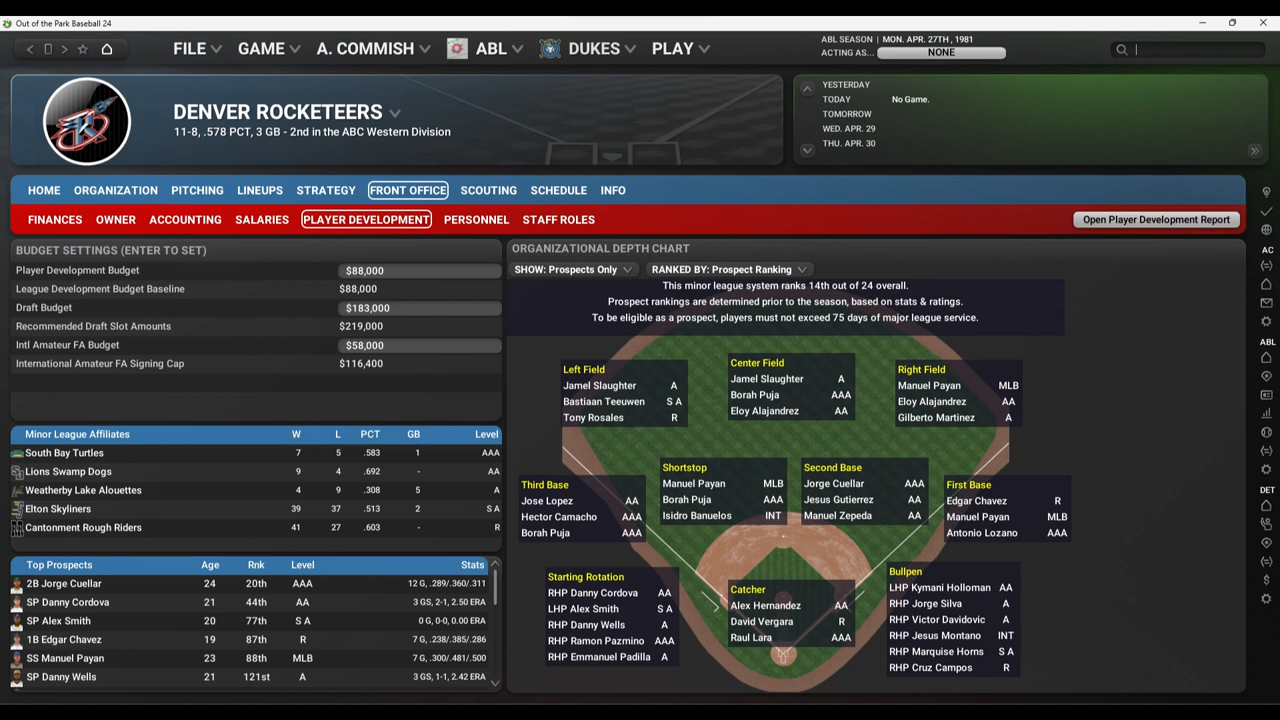 Out of the Park Baseball 24
FILE GAME A. COMMISH ABL DUKES PLAY
ABL SEASON | MON. APR. 27TH, 1981
ACTING AS... NONE
DENVER ROCKETEERS
11-8, .578 PCT, 3 GB - 2nd in the ABC Western Division
YESTERDAY
TODAY No Game.
TOMORROW
WED. APR. 29
THU. APR. 30
HOME ORGANIZATION PITCHING LINEUPS STRATEGY FRONT OFFICE SCOUTING SCHEDULE INFO
FINANCES OWNER ACCOUNTING SALARIES PLAYER DEVELOPMENT PERSONNEL STAFF ROLES Open Player Development Report
BUDGET SETTINGS (ENTER TO SET)
Player Development Budget $88,000
League Development Budget Baseline $88,000
Draft Budget $183,000
Recommended Draft Slot Amounts $219,000
Intl Amateur FA Budget $58,000
International Amateur FA Signing Cap $116,400
Minor League Affiliates W L PCT GB Level
South Bay Turtles 7 5 .583 1 AAA
Lions Swamp Dogs 9 4 .692 - AA
Weatherby Lake Alouettes 4 9 .308 5 A
Elton Skyliners 39 37 .513 2 S A
Cantonment Rough Riders 41 27 .603 - R
Top Prospects Age Rnk Level Stats
2B Jorge Cuellar 24 20th AAA 12 G, .289/.360/.311
SP Danny Cordova 21 44th AA 3 GS, 2-1, 2.50 ERA
SP Alex Smith 20 77th S A 0 G, 0-0, 0.00 ERA
1B Edgar Chavez 19 87th R 7 G, .238/.385/.286
SS Manuel Payan 23 88th MLB 7 G, .300/.481/.500
SP Danny Wells 21 121st A 3 GS, 1-1, 2.42 ERA
ORGANIZATIONAL DEPTH CHART
SHOW: Prospects Only RANKED BY: Prospect Ranking
This minor league system ranks 14th out of 24 overall.
Prospect rankings are determined prior to the season, based on stats & ratings.
To be eligible as a prospect, players must not exceed 75 days of major league service.
Left Field
Jamel Slaughter A
Bastiaan Teeuwen S A
Tony Rosales R
Center Field
Jamel Slaughter A
Borah Puja AAA
Eloy Alajandrez AA
Right Field
Manuel Payan MLB
Eloy Alajandrez AA
Gilberto Martinez A
Third Base
Jose Lopez AA
Hector Camacho AAA
Borah Puja AAA
Shortstop
Manuel Payan MLB
Borah Puja AAA
Isidro Banuelos INT
Second Base
Jorge Cuellar AAA
Jesus Gutierrez AA
Manuel Zepeda AA
First Base
Edgar Chavez R
Manuel Payan MLB
Antonio Lozano AAA
Starting Rotation
RHP Danny Cordova AA
LHP Alex Smith S A
RHP Danny Wells A
RHP Ramon Pazmino AAA
RHP Emmanuel Padilla A
Catcher
Alex Hernandez AA
David Vergara R
Raul Lara AAA
Bullpen
LHP Kymani Holloman AA
RHP Jorge Silva A
RHP Victor Davidovic A
RHP Jesus Montano INT
RHP Marquise Horns S A
RHP Cruz Campos R
AC
ABL
DET